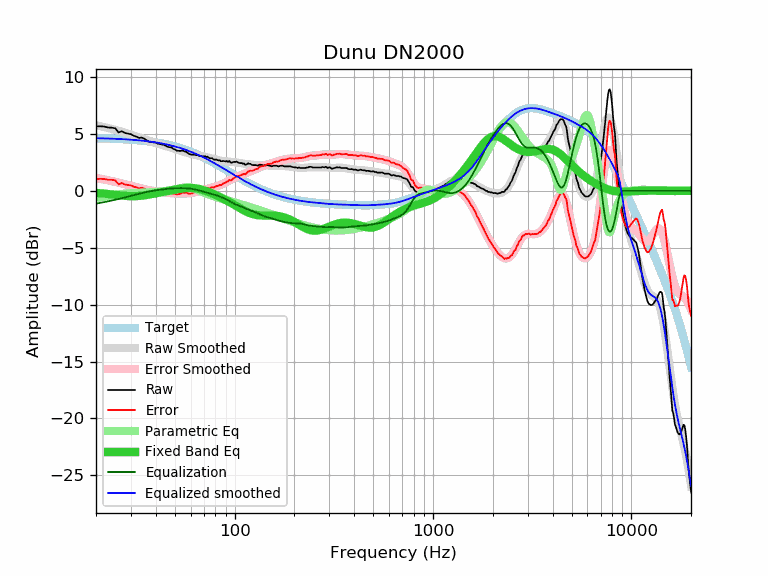 Dunu DN2000
10
5
0
−5
−10
−15
−20
−25
Amplitude (dBr)
Target
Raw Smoothed
Error Smoothed
Raw
Error
Parametric Eq
Fixed Band Eq
Equalization
Equalized smoothed
100
1000
10000
Frequency (Hz)